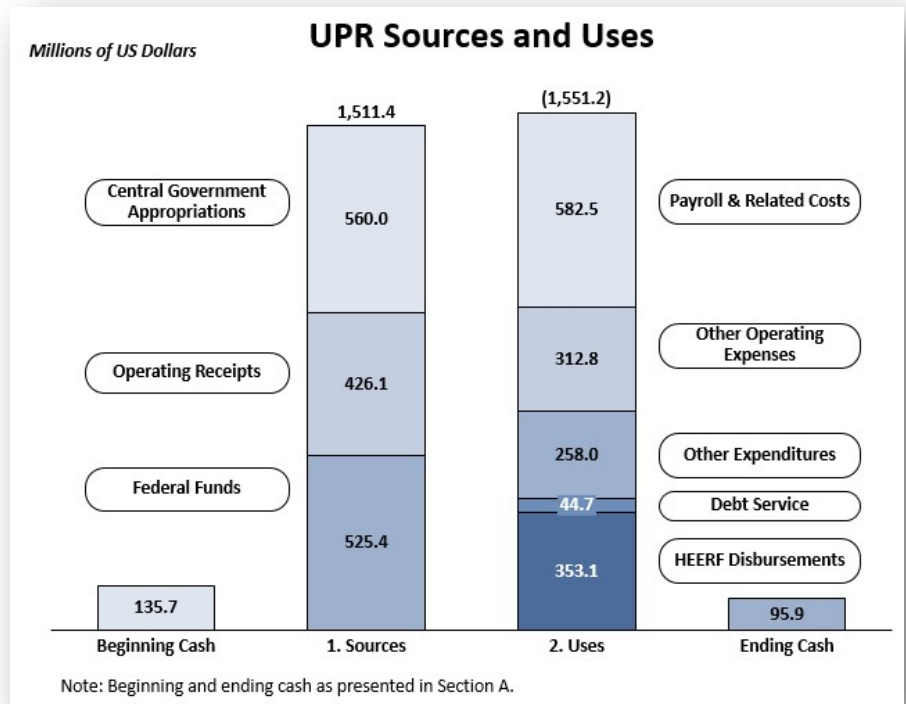 UPR Sources and Uses
Millions of US Dollars
1,511.4
(1,551.2)
Central Government
Appropriations
560.0
582.5
Payroll & Related Costs
Operating Receipts
426.1
312.8
Other Operating
Expenses
Federal Funds
525.4
258.0
Other Expenditures
44.7
Debt Service
353.1
HEERF Disbursements
135.7
95.9
Beginning Cash
1. Sources
2. Uses
Ending Cash
Note: Beginning and ending cash as presented in Section A.